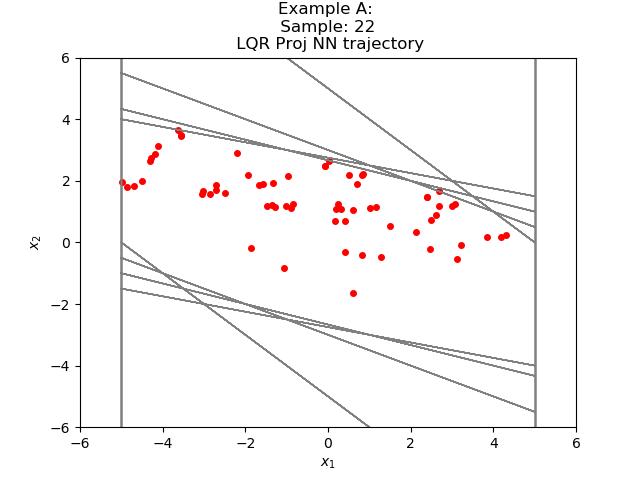 Example A:
Sample: 22
LQR Proj NN trajectory
6
4
2
0
−2
−4
−6
x₂
−6 −4 −2 0 2 4 6
x₁